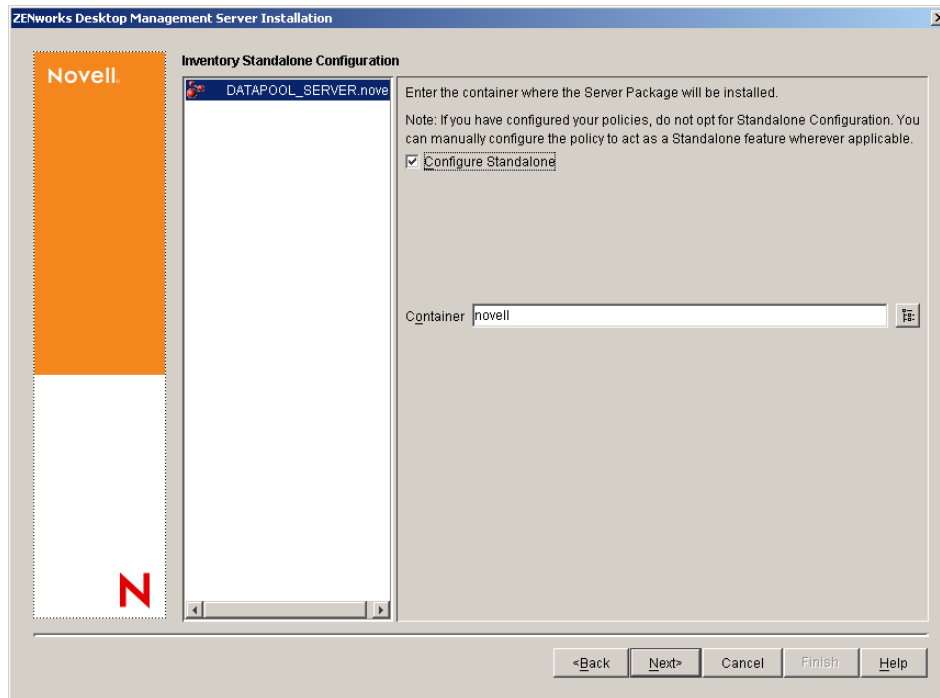 ZENworks Desktop Management Server Installation
Novell.
Inventory Standalone Configuration
DATAPOOL_SERVER.nove
Enter the container where the Server Package will be installed.
Note: If you have configured your policies, do not opt for Standalone Configuration. You
can manually configure the policy to act as a Standalone feature wherever applicable.
Configure Standalone
Container novell
N
<Back Next> Cancel Finish Help